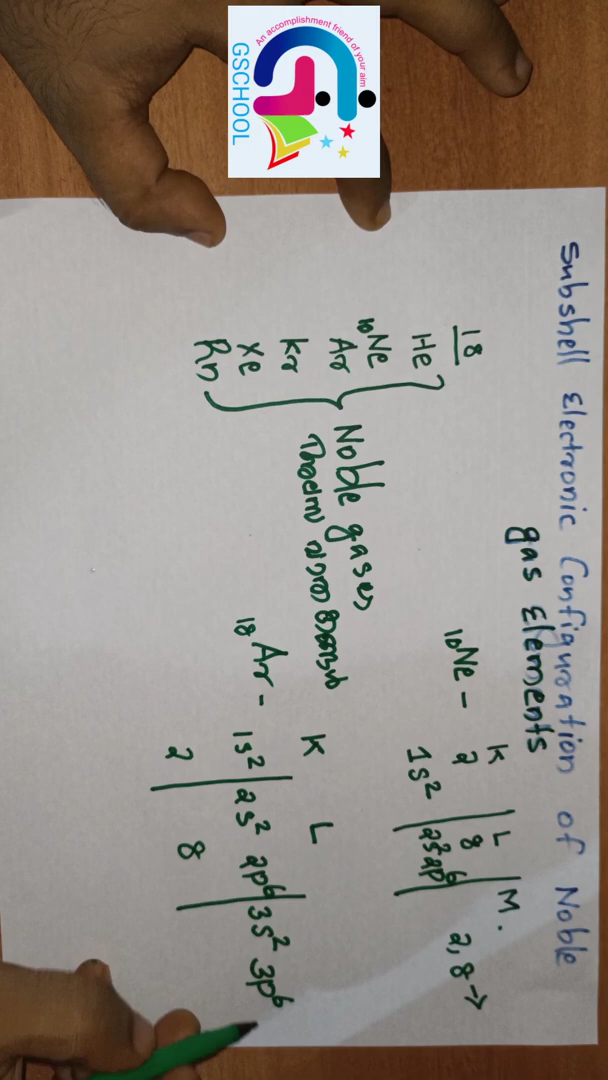 An accomplishment friend of your aim
GSCHOOL
Subshell Electronic Configuration of Noble
gas Elements
18
He
10Ne
Ar
Kr
Xe
Rn
Noble gases
10Ne -
K L M.
2 8
1s² 2s² 2p⁶
2, 8 →
18Ar -
K L
1s² 2s² 2p⁶ 3s² 3p⁶
2 8